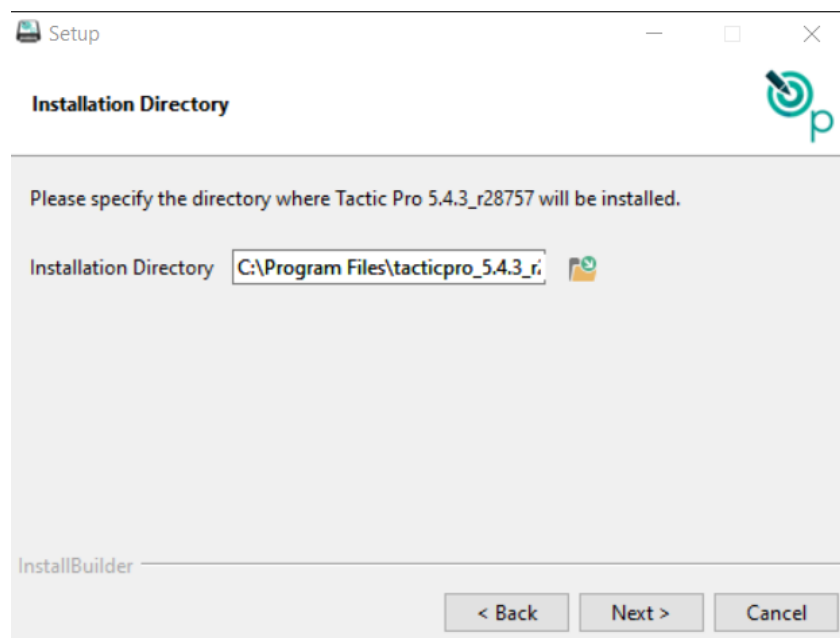 Setup
Installation Directory
p
Please specify the directory where Tactic Pro 5.4.3_r28757 will be installed.
Installation Directory C:\Program Files\tacticpro_5.4.3_r
InstallBuilder
< Back Next > Cancel